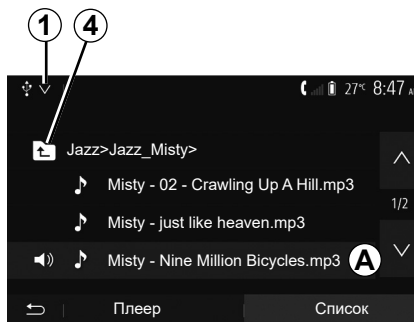 1 4
27°C 8:47
Jazz>Jazz_Misty>
Misty - 02 - Crawling Up A Hill.mp3
Misty - just like heaven.mp3
1/2
Misty - Nine Million Bicycles.mp3 A
Плеер Список